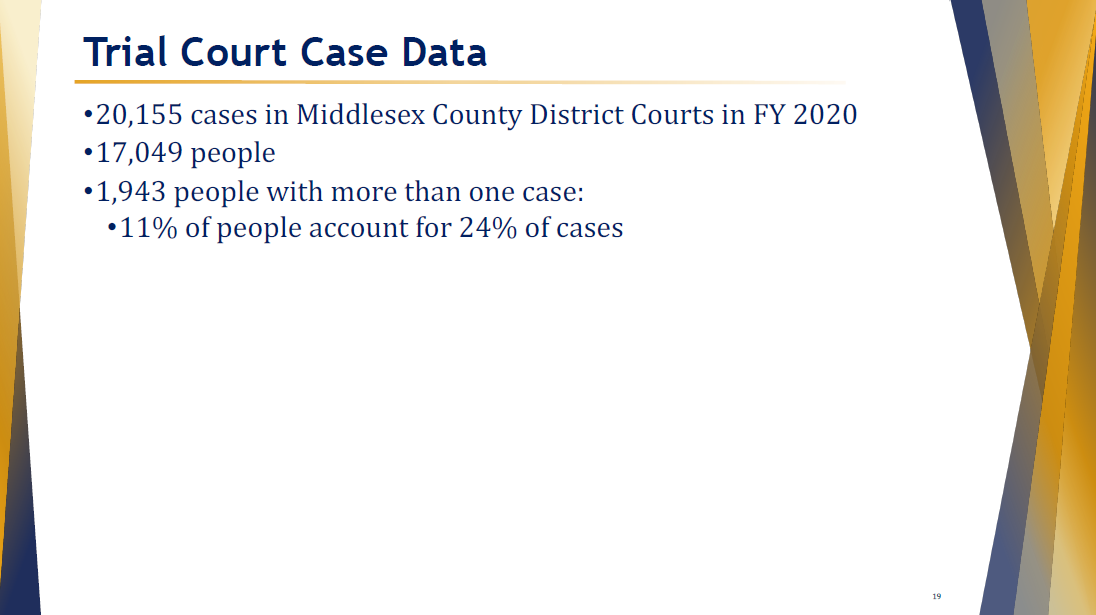 Trial Court Case Data
•20,155 cases in Middlesex County District Courts in FY 2020
•17,049 people
•1,943 people with more than one case:
•11% of people account for 24% of cases
19